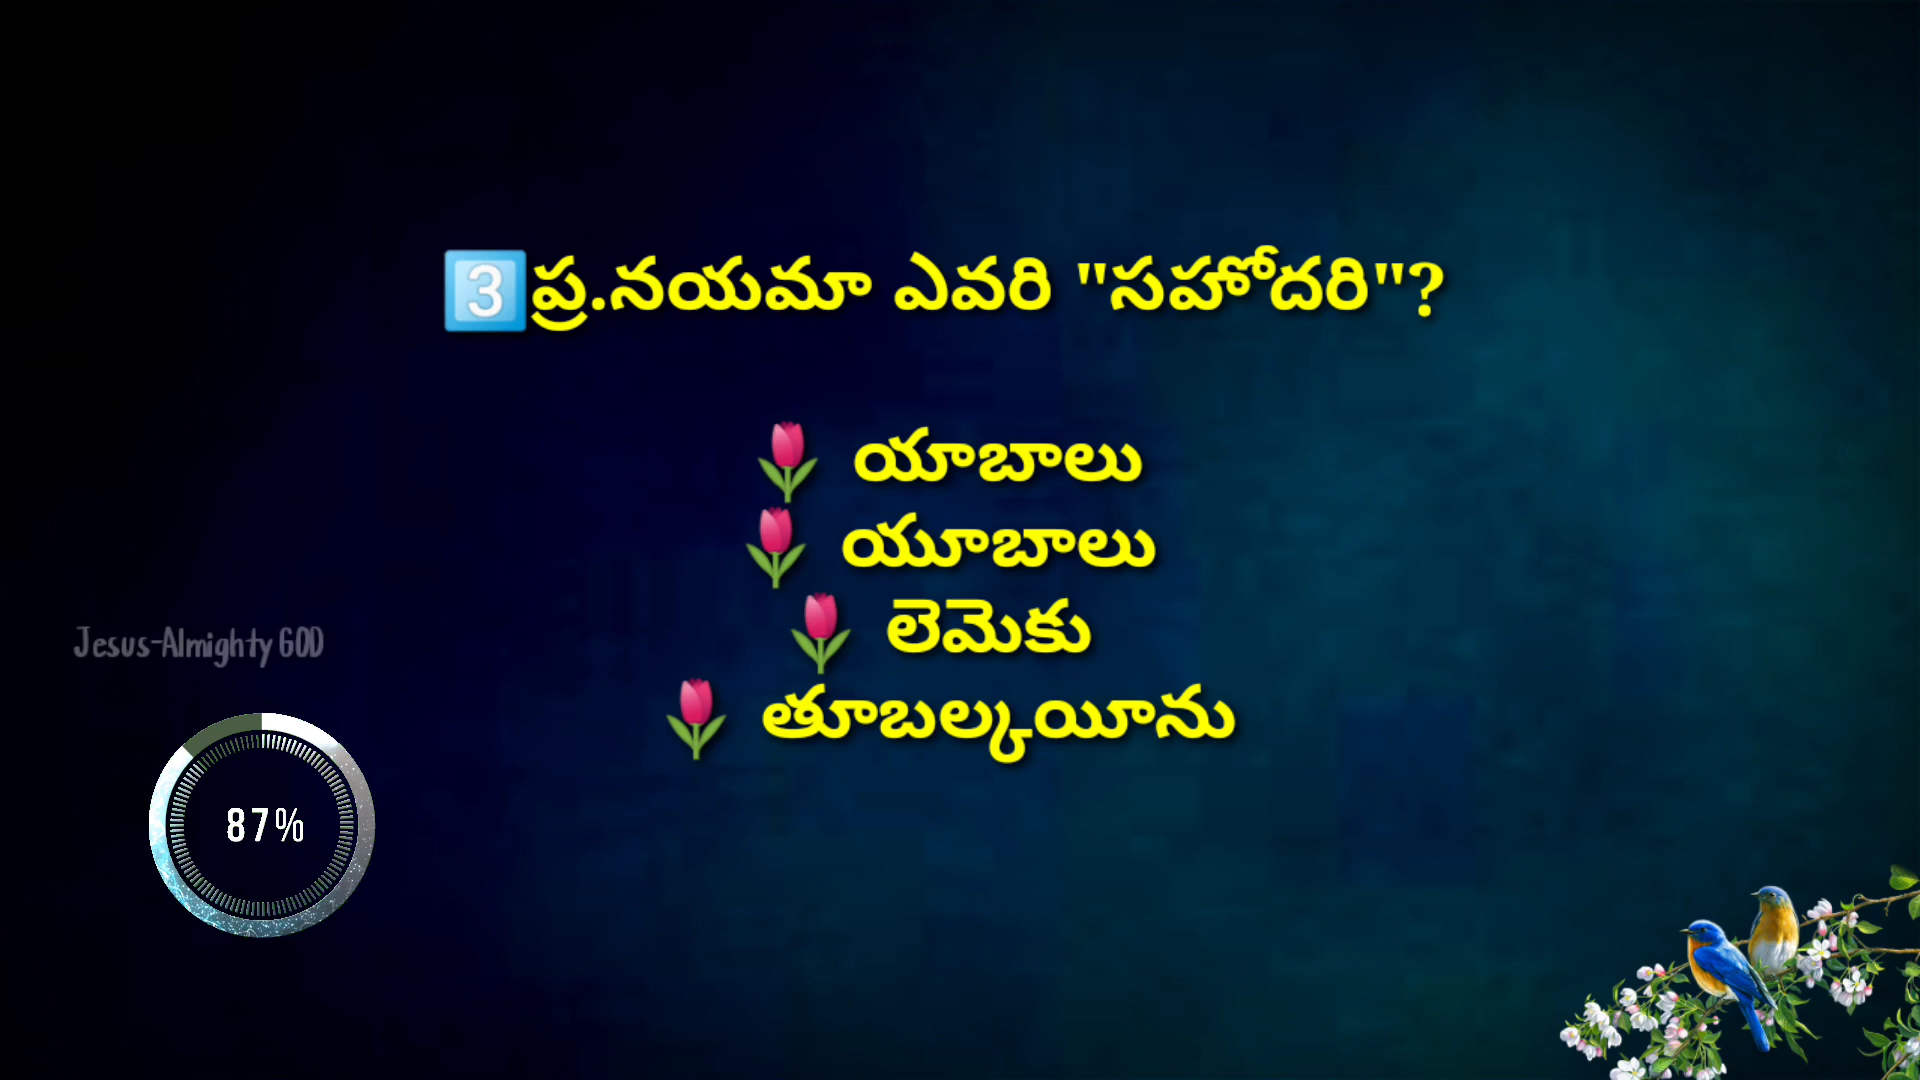 3️⃣ప్ర.నయమా ఎవరి "సహోదరి"?
🌷 యాబాలు
🌷 యూబాలు
🌷 లెమెకు
🌷 తూబల్కయీను
Jesus-Almighty GOD
87%